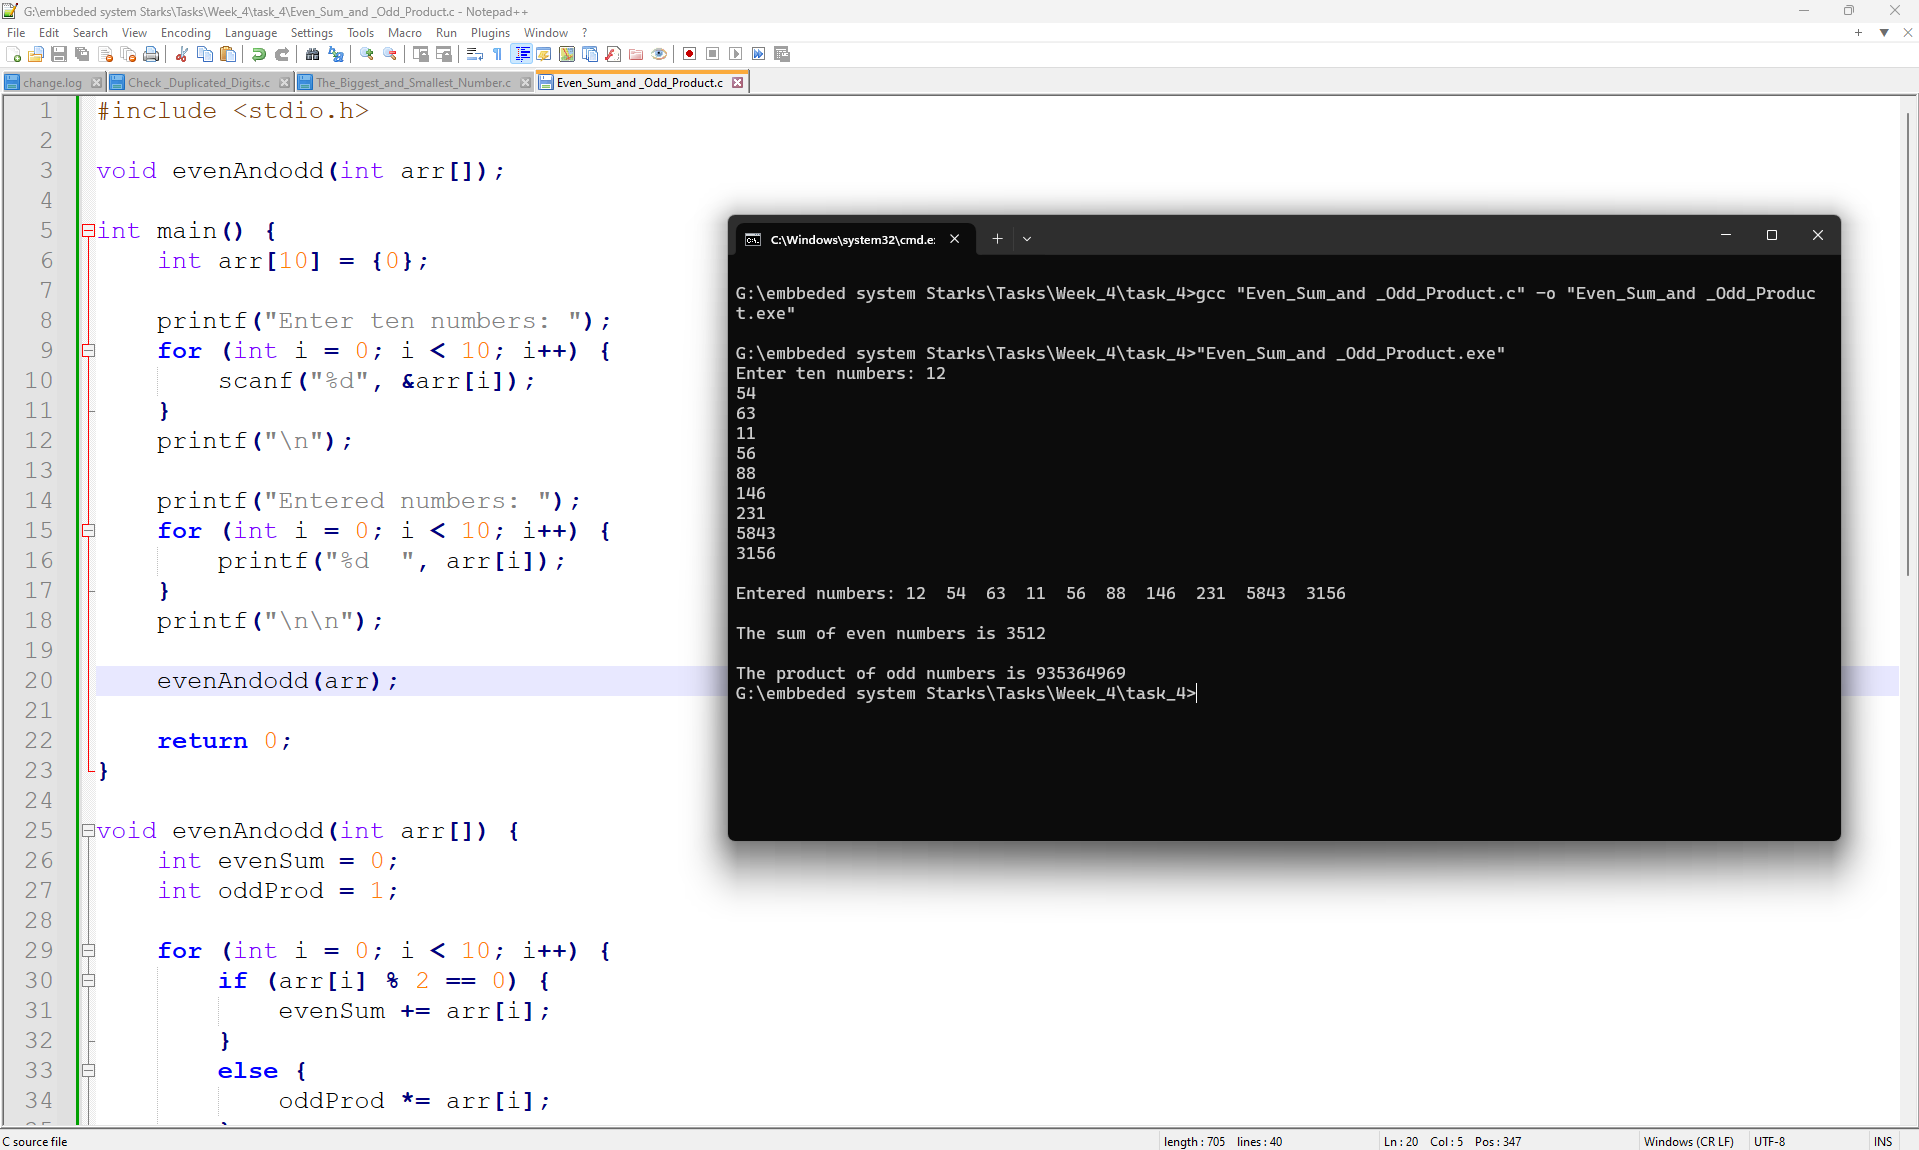 G:\embbeded system Starks\Tasks\Week_4\task_4\Even_Sum_and _Odd_Product.c - Notepad++
File Edit Search View Encoding Language Settings Tools Macro Run Plugins Window ?
change.log Check _Duplicated_Digits.c The_Biggest_and_Smallest_Number.c Even_Sum_and _Odd_Product.c
1 #include <stdio.h>
2
3 void evenAndodd(int arr[]);
4
5 int main() {
6 int arr[10] = {0};
7
8 printf("Enter ten numbers: ");
9 for (int i = 0; i < 10; i++) {
10 scanf("%d", &arr[i]);
11 }
12 printf("\n");
13
14 printf("Entered numbers: ");
15 for (int i = 0; i < 10; i++) {
16 printf("%d  ", arr[i]);
17 }
18 printf("\n\n");
19
20 evenAndodd(arr);
21
22 return 0;
23 }
24
25 void evenAndodd(int arr[]) {
26 int evenSum = 0;
27 int oddProd = 1;
28
29 for (int i = 0; i < 10; i++) {
30 if (arr[i] % 2 == 0) {
31 evenSum += arr[i];
32 }
33 else {
34 oddProd *= arr[i];
C:\Windows\system32\cmd.e:
G:\embbeded system Starks\Tasks\Week_4\task_4>gcc "Even_Sum_and _Odd_Product.c" -o "Even_Sum_and _Odd_Produc
t.exe"
G:\embbeded system Starks\Tasks\Week_4\task_4>"Even_Sum_and _Odd_Product.exe"
Enter ten numbers: 12
54
63
11
56
88
146
231
5843
3156
Entered numbers: 12  54  63  11  56  88  146  231  5843  3156
The sum of even numbers is 3512
The product of odd numbers is 935364969
G:\embbeded system Starks\Tasks\Week_4\task_4>
C source file length : 705 lines : 40 Ln : 20 Col : 5 Pos : 347 Windows (CR LF) UTF-8 INS